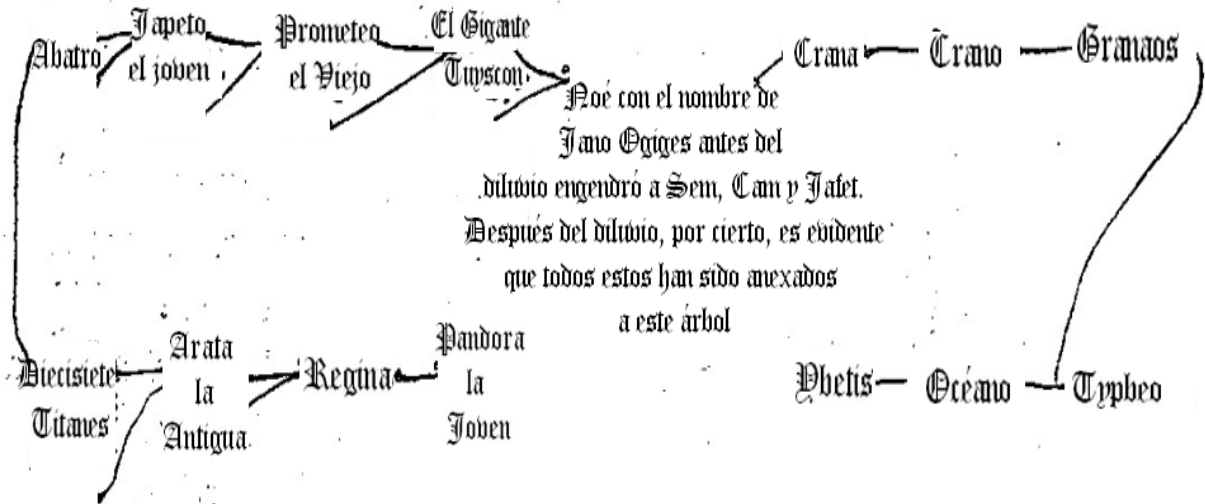 Abatro
Japeto
el joven
Prometeo
el Viejo
El Gigante
Tuyscon
Noé con el nombre de
Jano Ogiges antes del
diluvio engendró a Sem, Cam y Jafet.
Después del diluvio, por cierto, es evidente
que todos estos han sido anexados
a este árbol
Crana
Crano
Granaos
Diecisiete
Titanes
Arata
la
Antigua
Regina
Pandora
la
Joven
Ybetis
Océano
Typheo